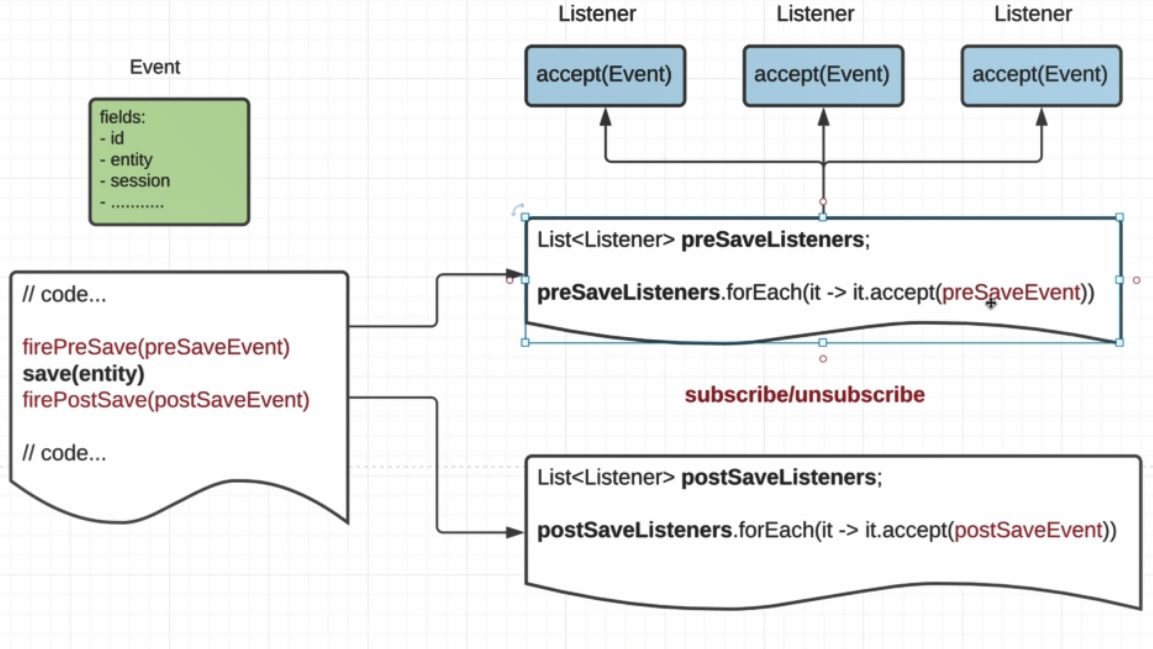 Listener
Listener
Listener
accept(Event)
accept(Event)
accept(Event)
Event
fields:
- id
- entity
- session
- ...........
List<Listener> preSaveListeners;
preSaveListeners.forEach(it -> it.accept(preSaveEvent))
// code...
firePreSave(preSaveEvent)
save(entity)
firePostSave(postSaveEvent)
// code...
subscribe/unsubscribe
List<Listener> postSaveListeners;
postSaveListeners.forEach(it -> it.accept(postSaveEvent))